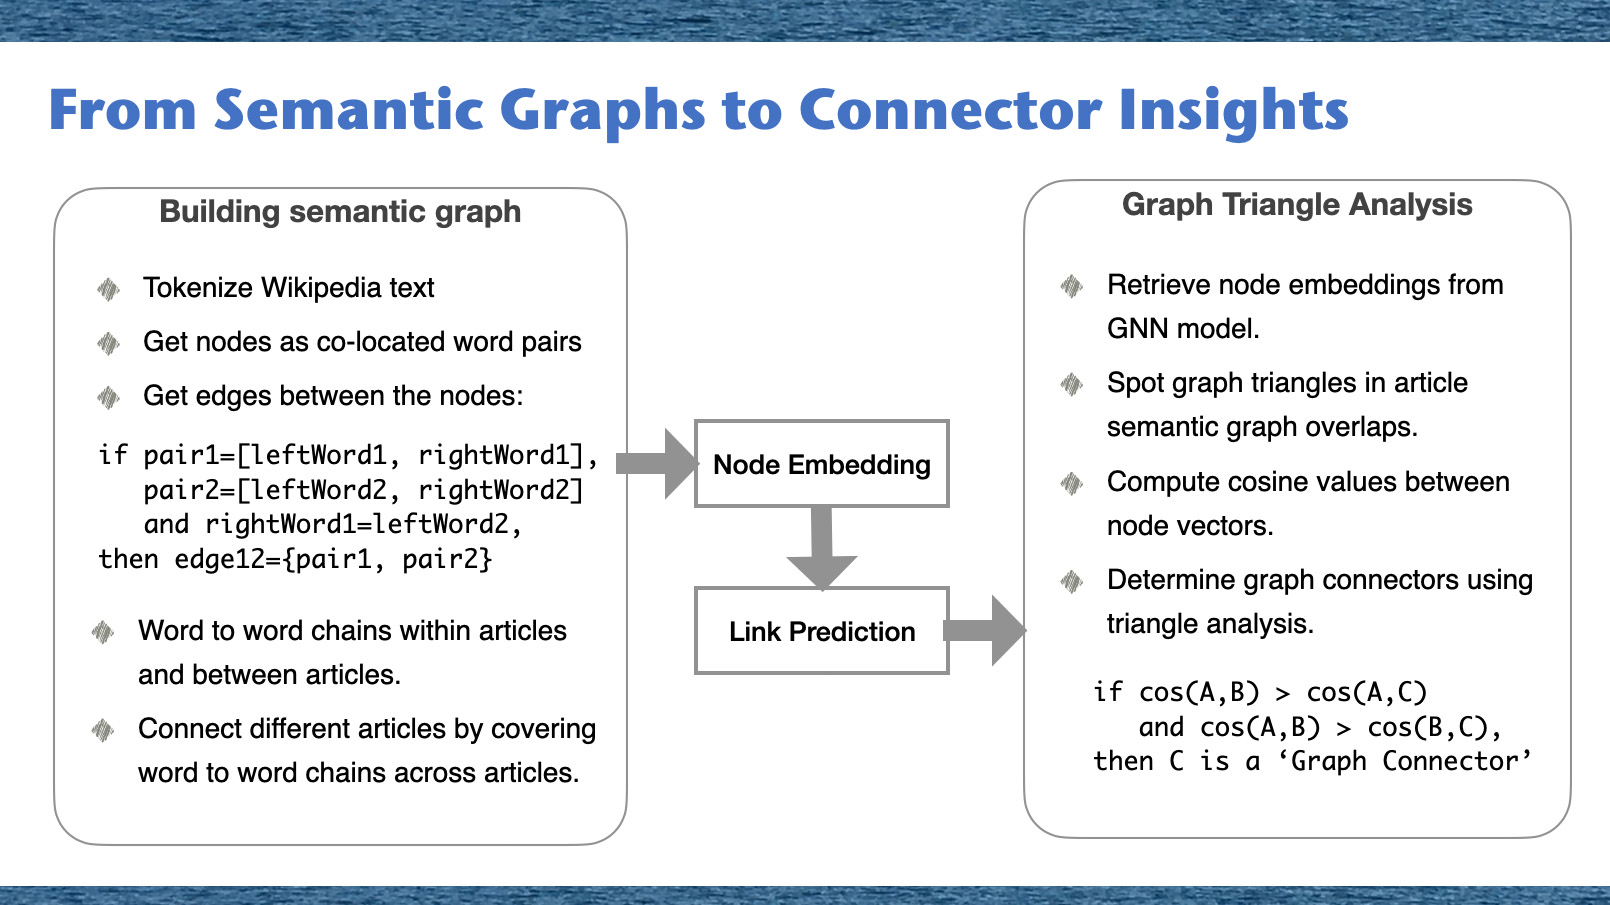 From Semantic Graphs to Connector Insights
Building semantic graph
Tokenize Wikipedia text
Get nodes as co-located word pairs
Get edges between the nodes:
if pair1=[leftWord1, rightWord1],
pair2=[leftWord2, rightWord2]
and rightWord1=leftWord2,
then edge12={pair1, pair2}
Word to word chains within articles
and between articles.
Connect different articles by covering
word to word chains across articles.
Node Embedding
Link Prediction
Graph Triangle Analysis
Retrieve node embeddings from
GNN model.
Spot graph triangles in article
semantic graph overlaps.
Compute cosine values between
node vectors.
Determine graph connectors using
triangle analysis.
if cos(A,B) > cos(A,C)
and cos(A,B) > cos(B,C),
then C is a ‘Graph Connector’